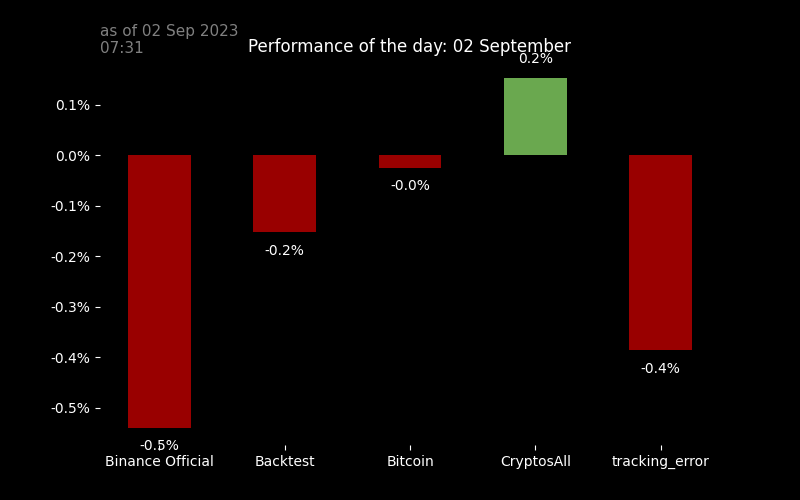 as of 02 Sep 2023
07:31
Performance of the day: 02 September
0.2%
0.1%
0.0%
-0.0%
-0.1%
-0.2%
-0.2%
-0.3%
-0.4%
-0.4%
-0.5%
-0.5%
Binance Official
Backtest
Bitcoin
CryptosAll
tracking_error